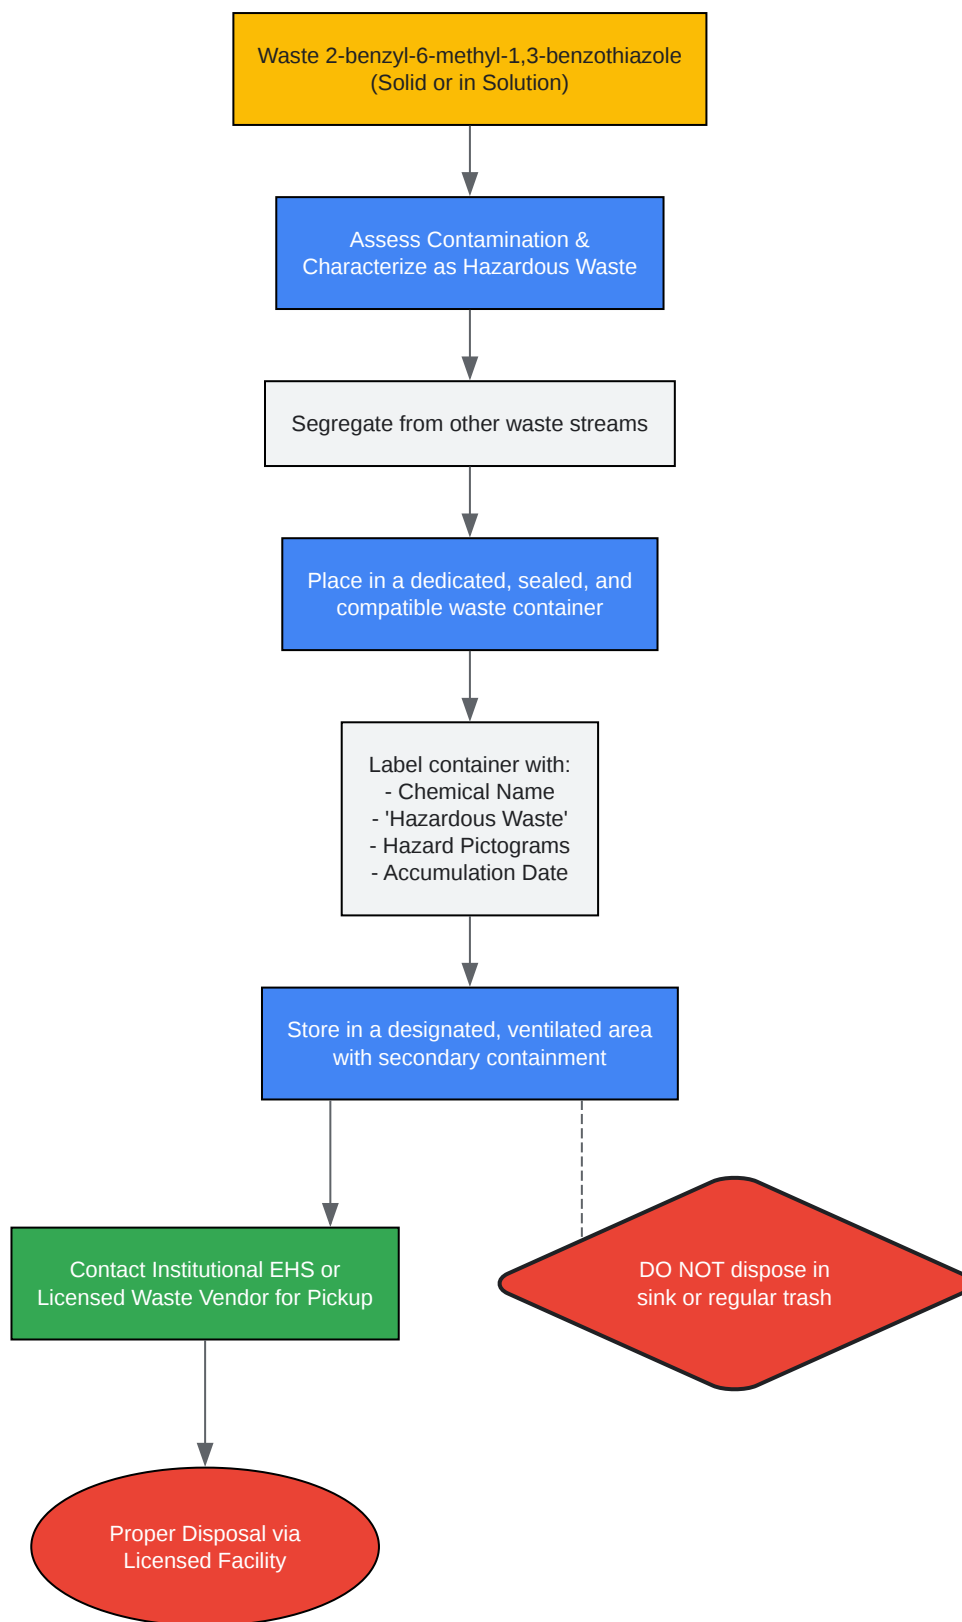 Waste 2-benzyl-6-methyl-1,3-benzothiazole
(Solid or in Solution)
Assess Contamination &
Characterize as Hazardous Waste
Segregate from other waste streams
Place in a dedicated, sealed, and
compatible waste container
Label container with:
- Chemical Name
- 'Hazardous Waste'
- Hazard Pictograms
- Accumulation Date
Store in a designated, ventilated area
with secondary containment
Contact Institutional EHS or
Licensed Waste Vendor for Pickup
DO NOT dispose in
sink or regular trash
Proper Disposal via
Licensed Facility